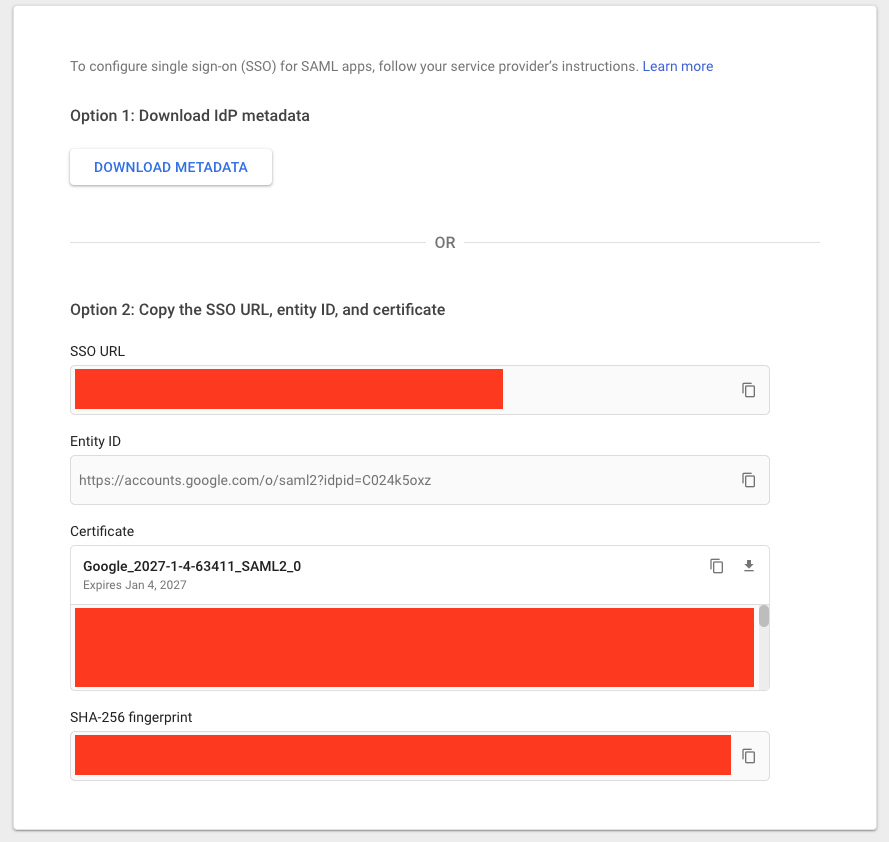 To configure single sign-on (SSO) for SAML apps, follow your service provider's instructions. Learn more
Option 1: Download IdP metadata
DOWNLOAD METADATA
OR
Option 2: Copy the SSO URL, entity ID, and certificate
SSO URL
Entity ID
https://accounts.google.com/o/saml2?idpid=C024k5oxz
Certificate
Google_2027-1-4-63411_SAML2_0
Expires Jan 4, 2027
SHA-256 fingerprint